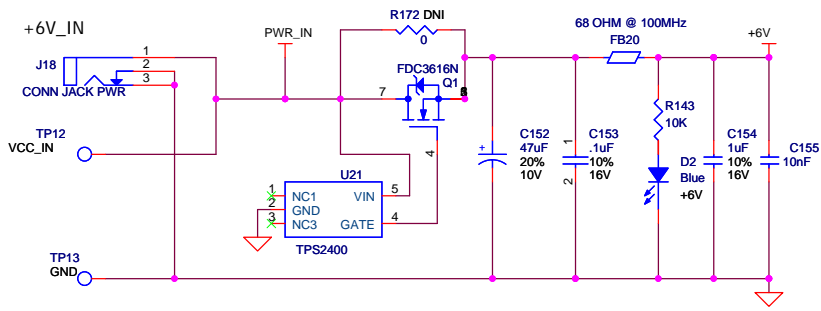 +6V_IN
J18
1
2
3
CONN JACK PWR
TP12
VCC_IN
TP13
GND
PWR_IN
R172 DNI
0
FDC3616N
Q1
7
4
U21
1 NC1
2 GND
3 NC3
VIN 5
GATE 4
TPS2400
C152
47uF
20%
10V
+
1
2
C153
.1uF
10%
16V
68 OHM @ 100MHz
FB20
R143
10K
D2
Blue
+6V
C154
1uF
10%
16V
+6V
C155
10nF